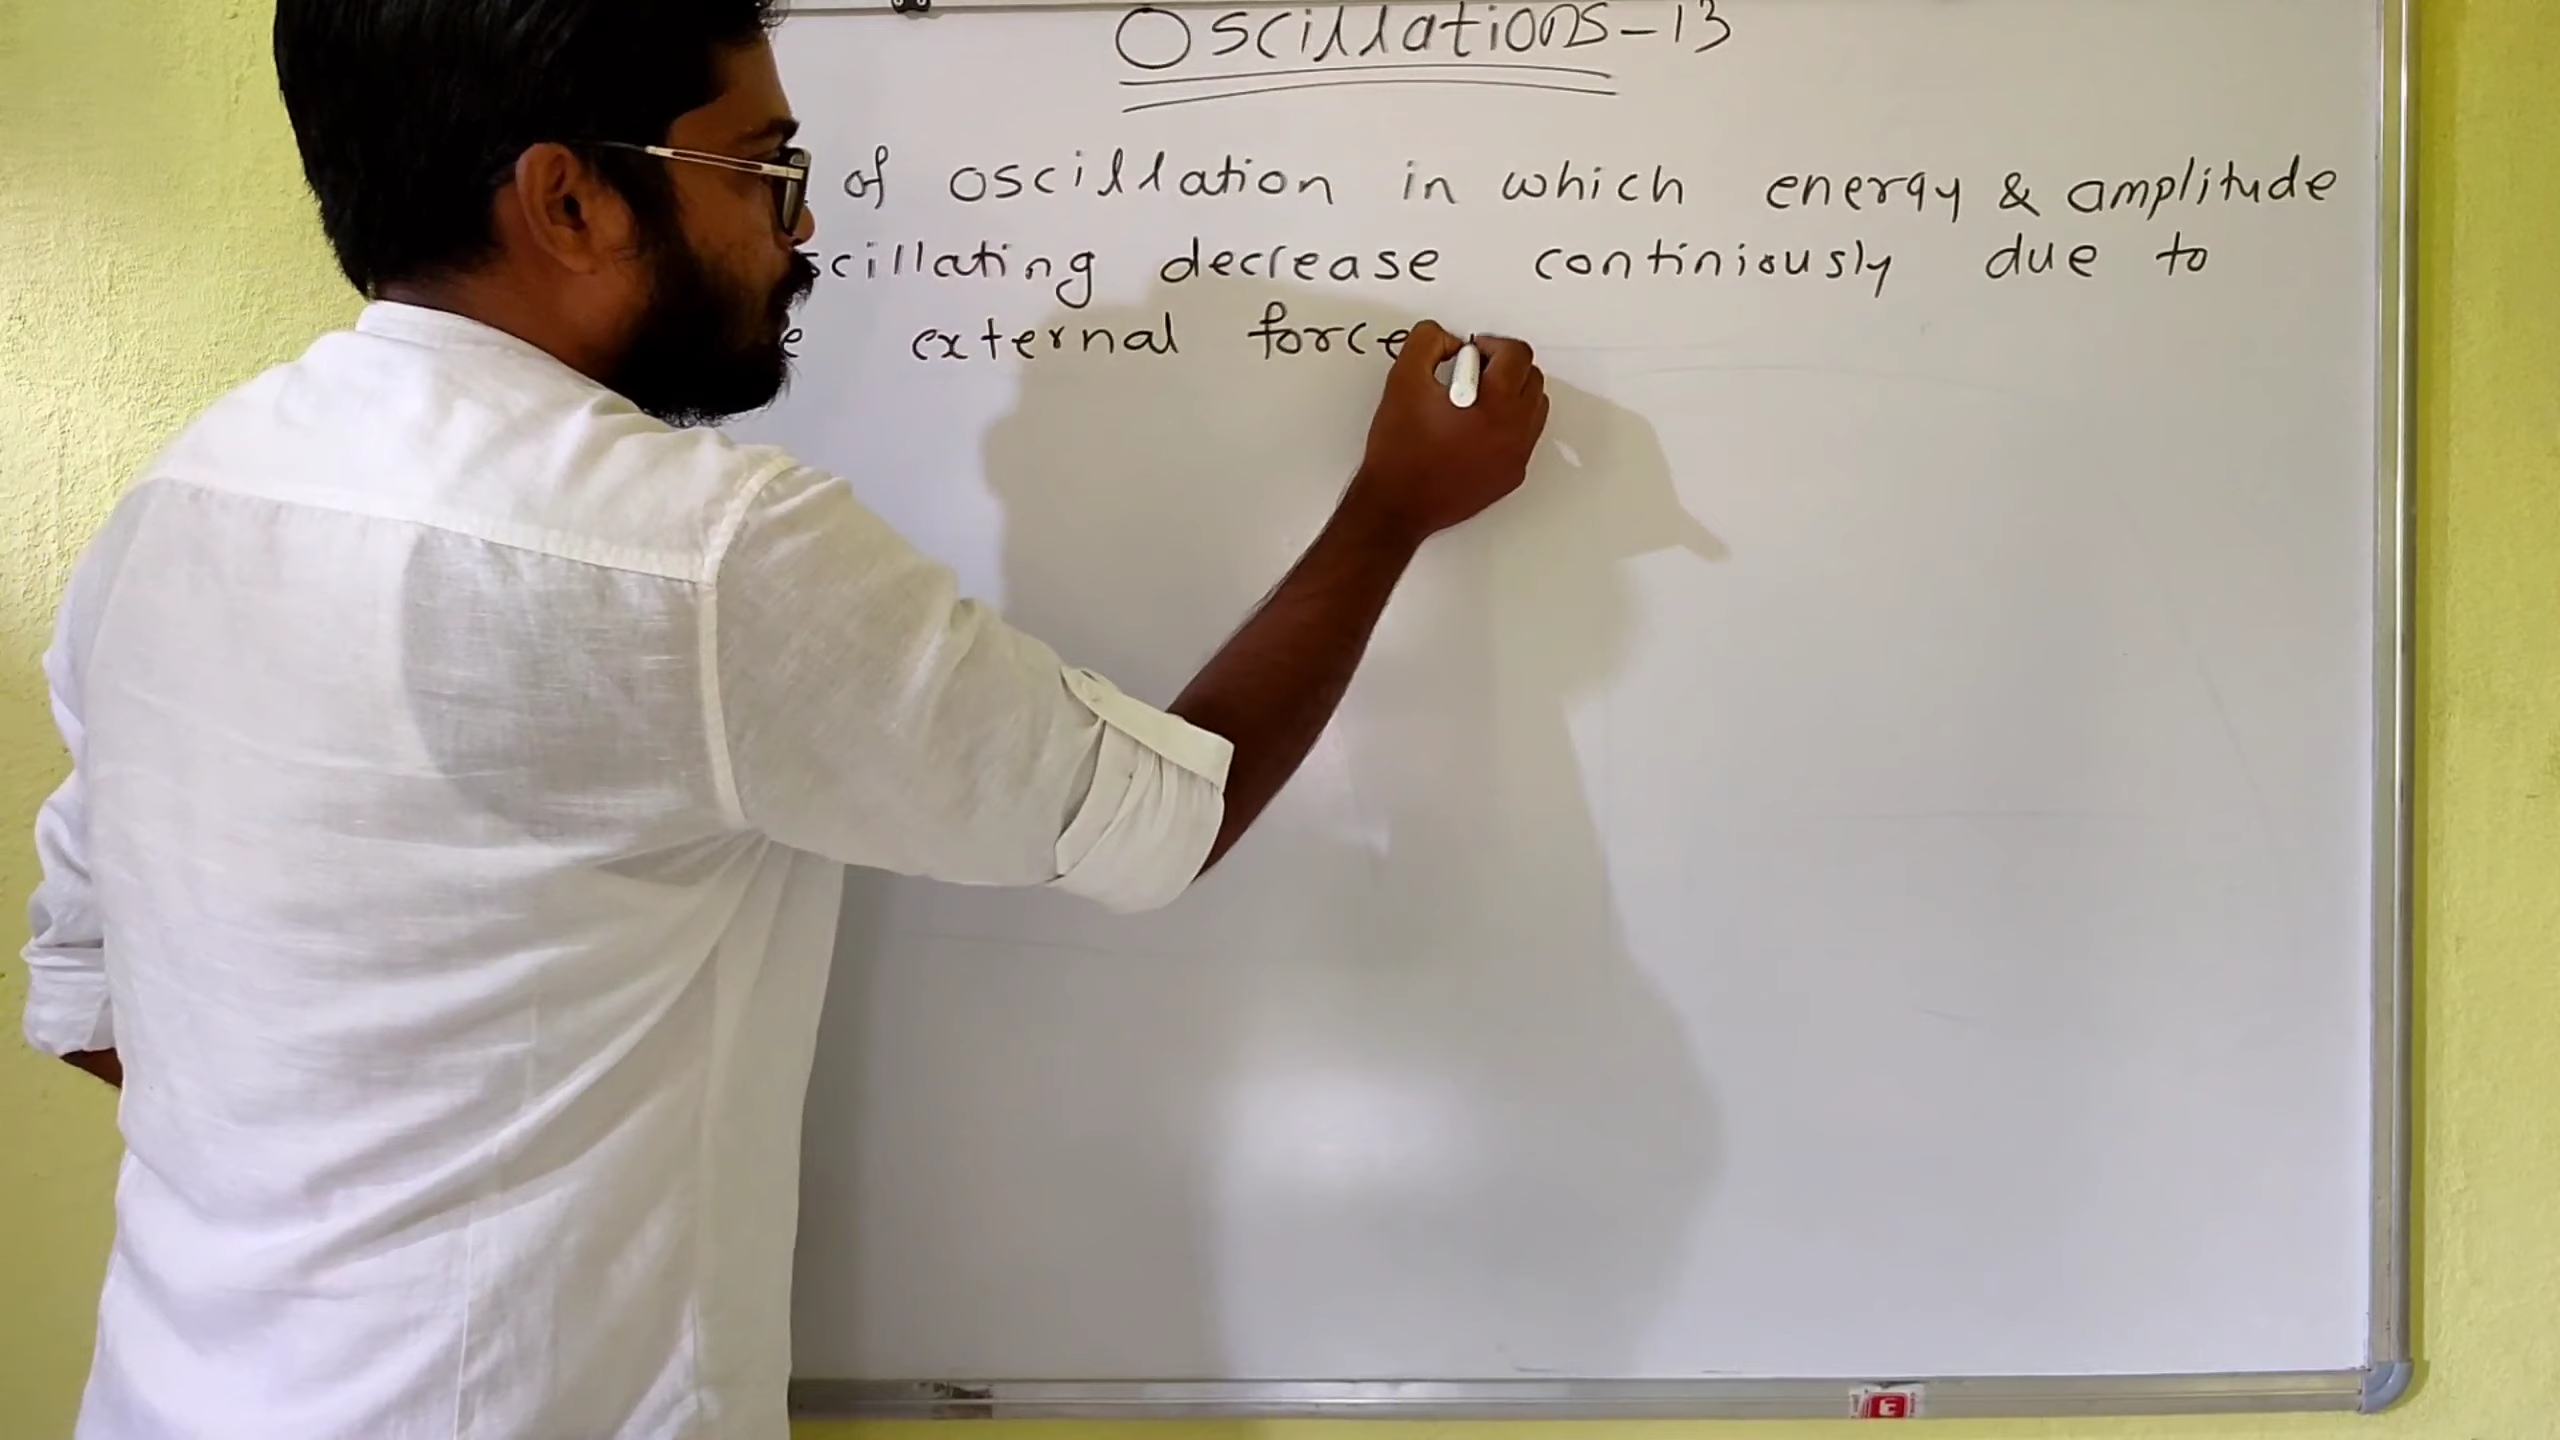 Oscillations-13
of oscillation in which energy & amplitude
scillating decrease continiously due to
e external force